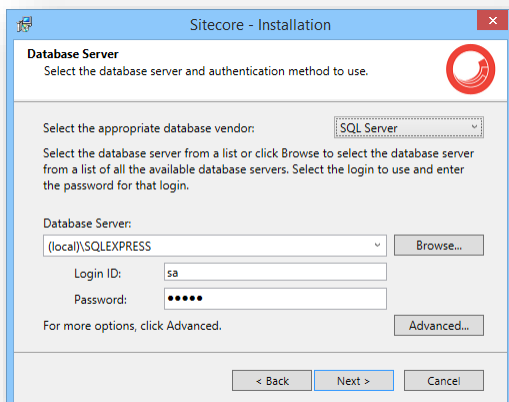 Sitecore - Installation
Database Server
Select the database server and authentication method to use.
Select the appropriate database vendor: SQL Server
Select the database server from a list or click Browse to select the database server
from a list of all the available database servers. Select the login to use and enter
the password for that login.
Database Server:
(local)\SQLEXPRESS Browse...
Login ID: sa
Password: •••••
For more options, click Advanced. Advanced...
< Back Next > Cancel